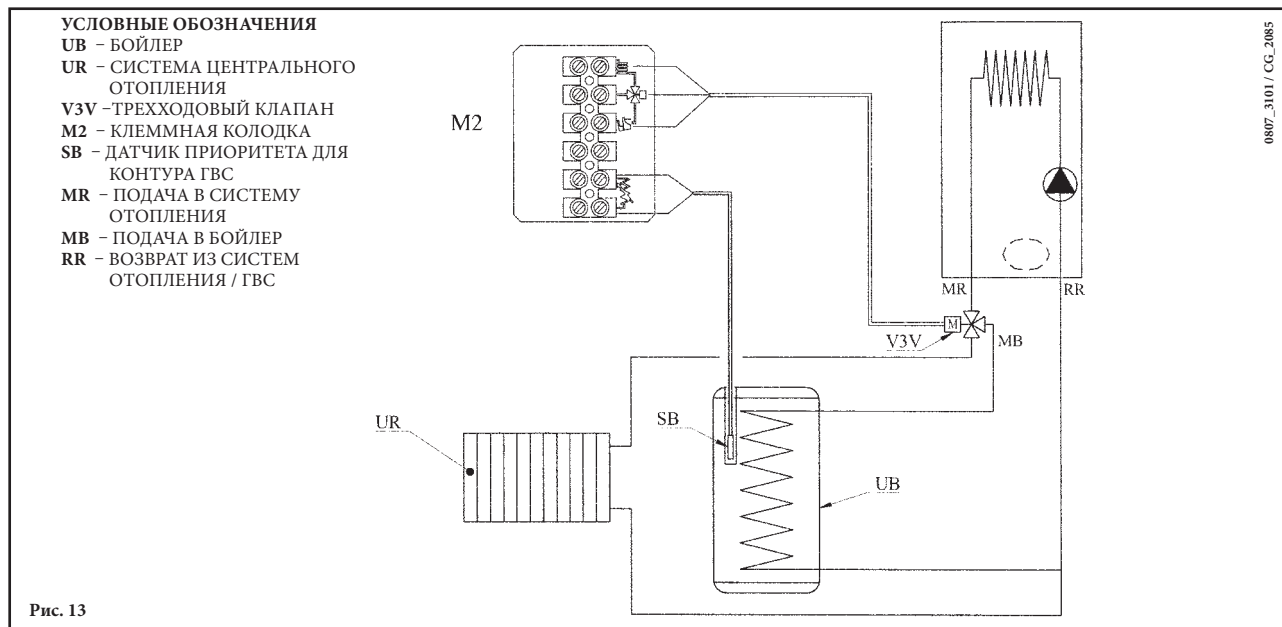 УСЛОВНЫЕ ОБОЗНАЧЕНИЯ
UB – БОЙЛЕР
UR – СИСТЕМА ЦЕНТРАЛЬНОГО
ОТОПЛЕНИЯ
V3V –ТРЕХХОДОВЫЙ КЛАПАН
M2 – КЛЕММНАЯ КОЛОДКА
SB – ДАТЧИК ПРИОРИТЕТА ДЛЯ
КОНТУРА ГВС
MR – ПОДАЧА В СИСТЕМУ
ОТОПЛЕНИЯ
MB – ПОДАЧА В БОЙЛЕР
RR – ВОЗВРАТ ИЗ СИСТЕМ
ОТОПЛЕНИЯ / ГВС
M2
0807_3101 / CG_2085
MR
RR
M
V3V
MB
SB
UR
UB
Рис. 13